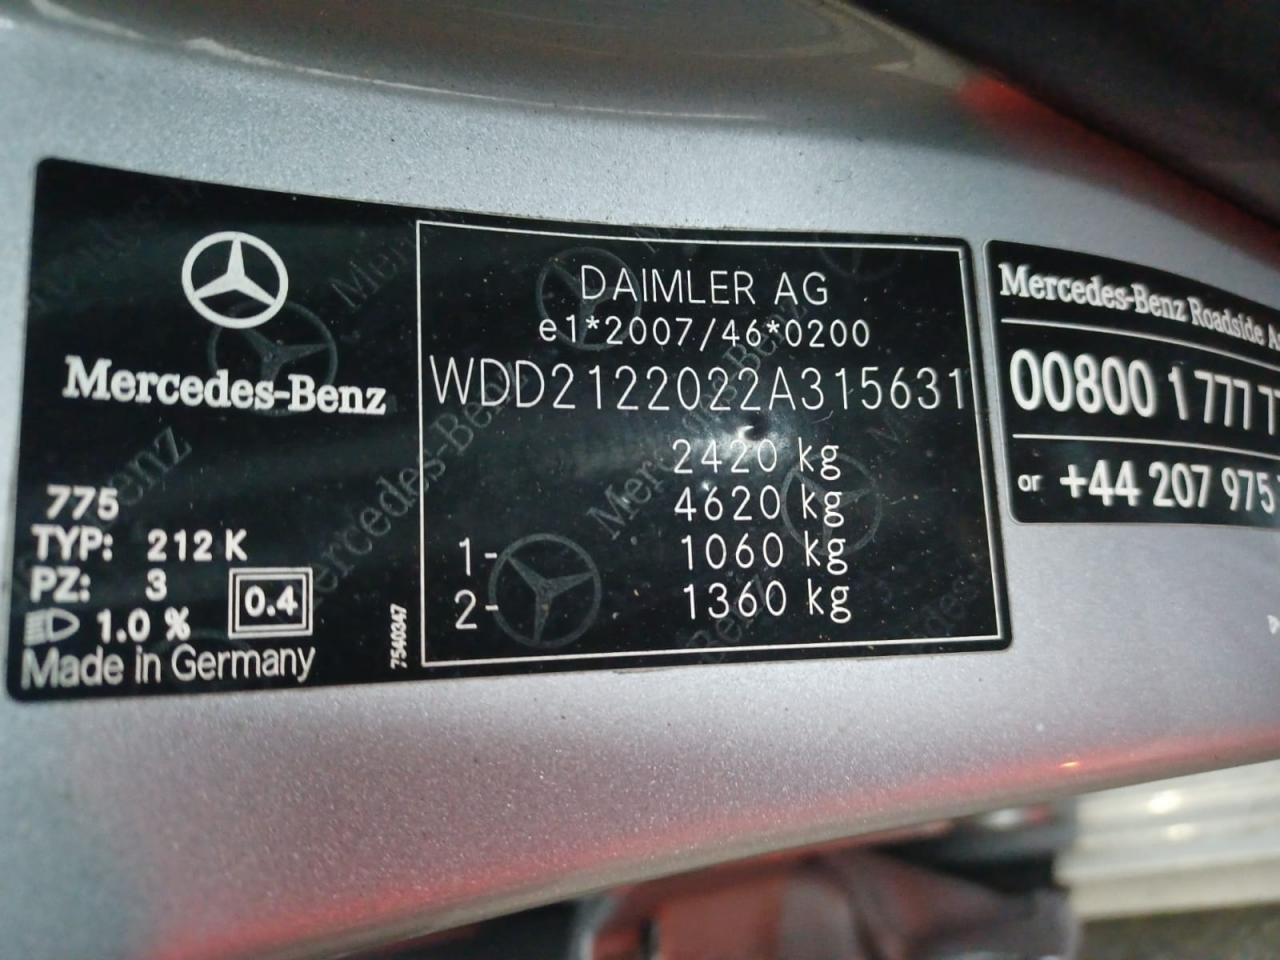 Mercedes-Benz
775
TYP: 212 K
PZ: 3
1.0 %
0.4
Made in Germany
7540347
DAIMLER AG
e1*2007/46*0200
WDD2122022A315631
2420 kg
4620 kg
1- 1060 kg
2- 1360 kg
Mercedes-Benz Roadside
00800 1 777 7
or +44 207 975